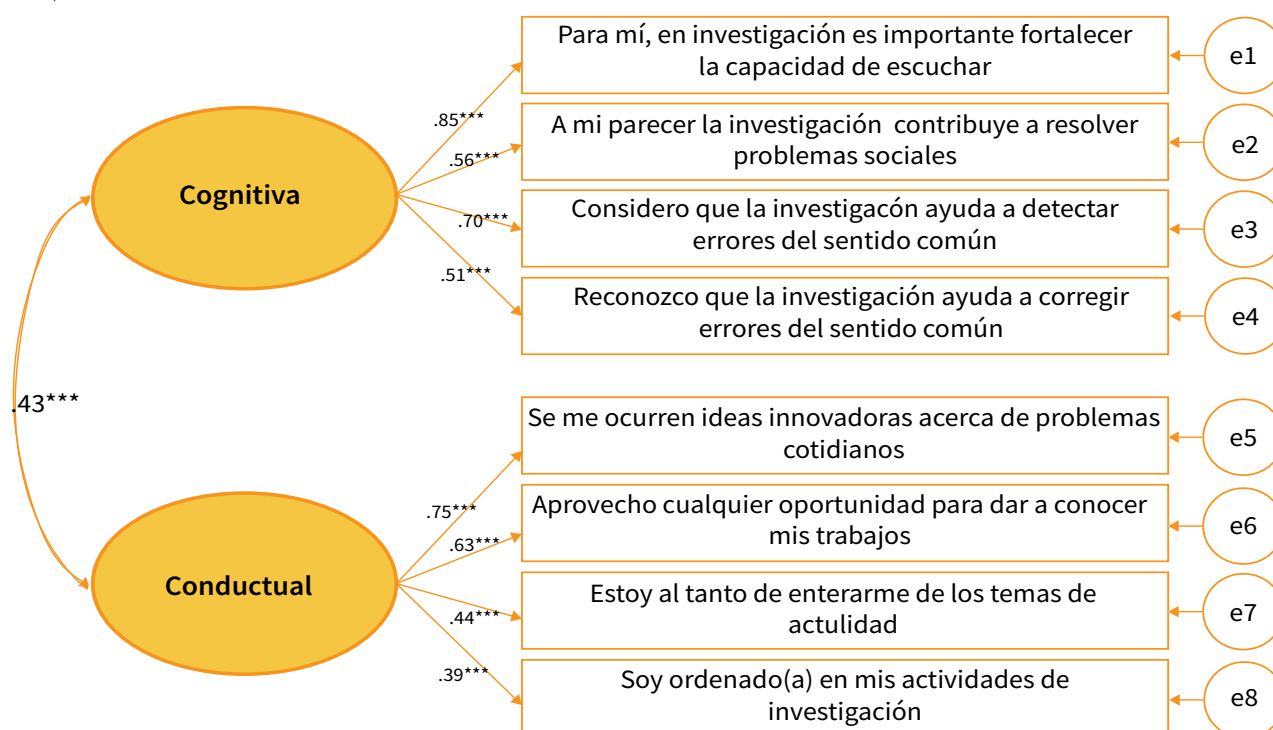 Para mí, en investigación es importante fortalecer
la capacidad de escuchar
e1
.85***
A mi parecer la investigación contribuye a resolver
problemas sociales
e2
.56***
Cognitiva
Considero que la investigacón ayuda a detectar
errores del sentido común
e3
.70***
Reconozco que la investigación ayuda a corregir
errores del sentido común
e4
.51***
.43***
Se me ocurren ideas innovadoras acerca de problemas
cotidianos
e5
.75***
Aprovecho cualquier oportunidad para dar a conocer
mis trabajos
e6
.63***
Conductual
Estoy al tanto de enterarme de los temas de
actulidad
e7
.44***
Soy ordenado(a) en mis actividades de
investigación
e8
.39***